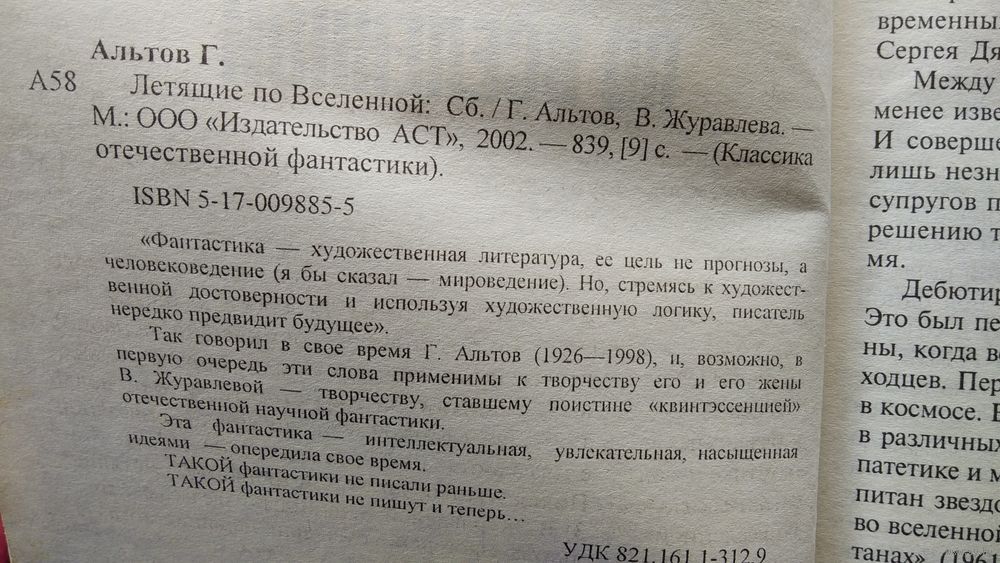 Альтов Г.
А58
Летящие по Вселенной: Сб. / Г. Альтов, В. Журавлева. —
М.: ООО «Издательство АСТ», 2002. — 839, [9] с. — (Классика
отечественной фантастики).
ISBN 5-17-009885-5
«Фантастика — художественная литература, ее цель не прогнозы, а
человековедение (я бы сказал — мироведение). Но, стремясь к художест-
венной достоверности и используя художественную логику, писатель
нередко предвидит будущее».
Так говорил в свое время Г. Альтов (1926—1998), и, возможно, в
первую очередь эти слова применимы к творчеству его и его жены
В. Журавлевой — творчеству, ставшему поистине «квинтэссенцией»
отечественной научной фантастики.
Эта фантастика — интеллектуальная, увлекательная, насыщенная
идеями — опередила свое время.
ТАКОЙ фантастики не писали раньше.
ТАКОЙ фантастики не пишут и теперь...
УДК 821.161.1-312.9
временны
Сергея Дя
Между
менее изве
И соверше
лишь незн
супругов п
решению т
мя.
Дебютир
Это был пе
ны, когда в
ходцев. Пер
в космосе.
в различных
патетике и м
питан звездо
во вселенной
танах» (1961